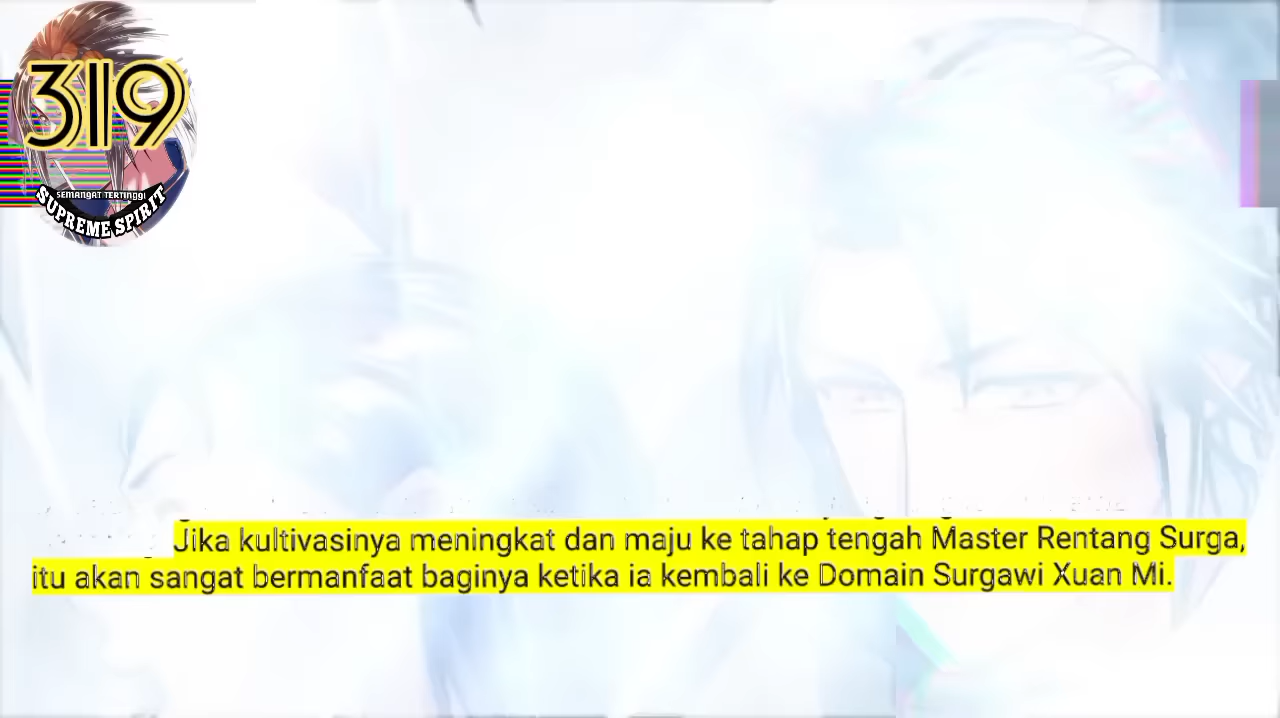 319
SEMANGAT TERTINGGI
SUPREME SPIRIT
Jika kultivasinya meningkat dan maju ke tahap tengah Master Rentang Surga,
itu akan sangat bermanfaat baginya ketika ia kembali ke Domain Surgawi Xuan Mi.